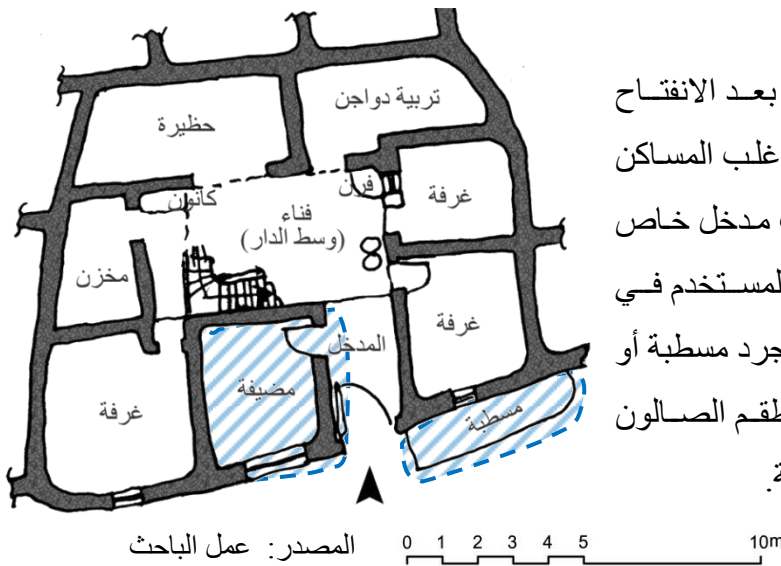 بعد الانفتاح
غلب المساكن
مدخل خاص
لمستخدم في
جرد مسطبة أو
طقم الصالون
ة.
تربية دواجن
حظيرة
فرن
غرفة
كانون
فناء
(وسط الدار)
مخزن
غرفة
المدخل
مضيفة
غرفة
مسطبة
المصدر: عمل الباحث
0 1 2 3 4 5 10m